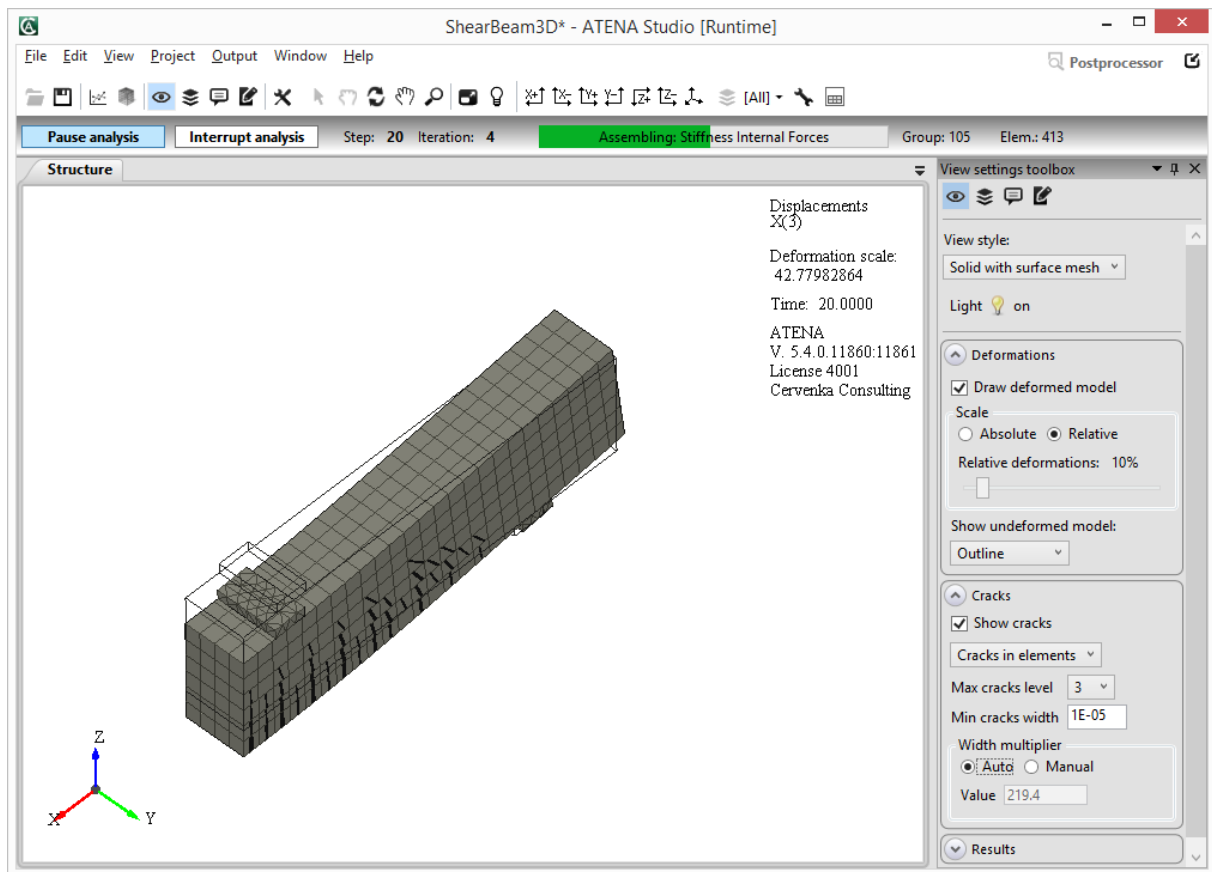 ShearBeam3D* - ATENA Studio [Runtime]
File Edit View Project Output Window Help
Postprocessor
X+ X- Y+ Y- Z+ Z- [All]
Pause analysis Interrupt analysis Step: 20 Iteration: 4 Assembling: Stiffness Internal Forces Group: 105 Elem.: 413
Structure
Displacements
X(3)
Deformation scale:
42.77982864
Time: 20.0000
ATENA
V. 5.4.0.11860:11861
License 4001
Cervenka Consulting
Z
X
Y
View settings toolbox
View style:
Solid with surface mesh
Light on
Deformations
Draw deformed model
Scale
Absolute Relative
Relative deformations: 10%
Show undeformed model:
Outline
Cracks
Show cracks
Cracks in elements
Max cracks level 3
Min cracks width 1E-05
Width multiplier
Auto Manual
Value 219.4
Results